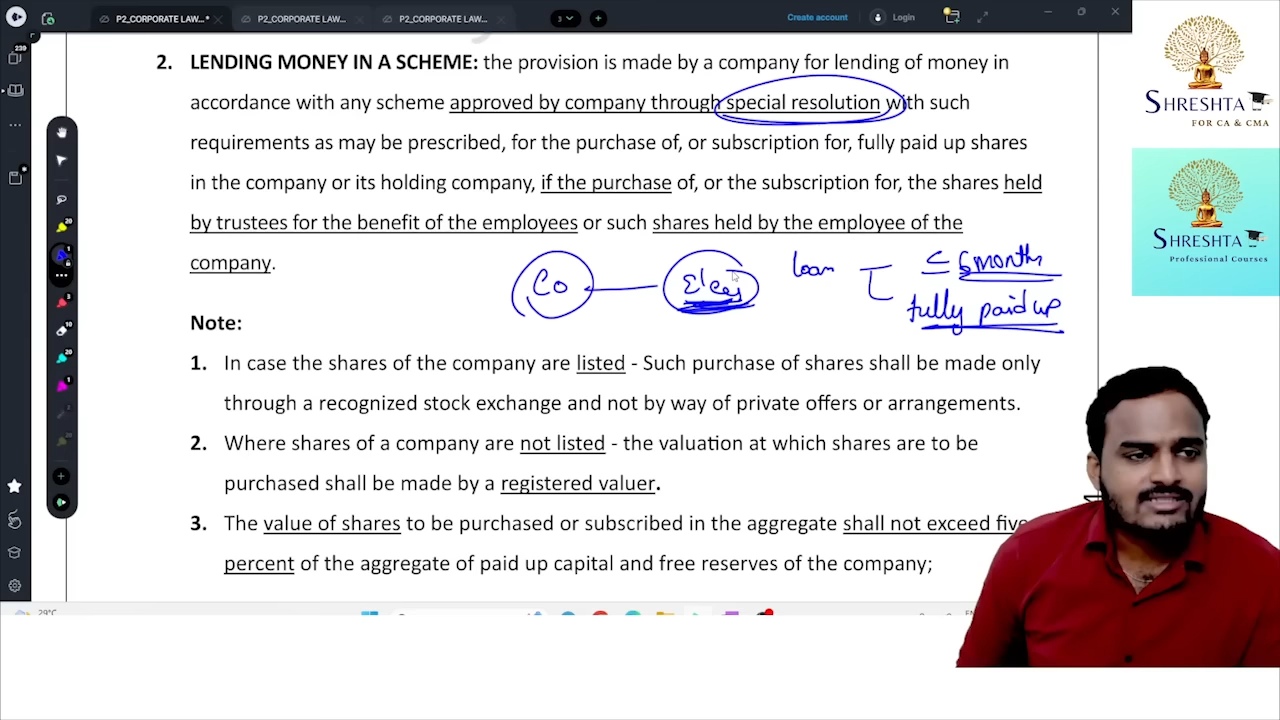 P2_CORPORATE LAW...*
P2_CORPORATE LAW...
P2_CORPORATE LAW...
3
Create account
Login
239
2. LENDING MONEY IN A SCHEME: the provision is made by a company for lending of money in
accordance with any scheme approved by company through special resolution with such
requirements as may be prescribed, for the purchase of, or subscription for, fully paid up shares
in the company or its holding company, if the purchase of, or the subscription for, the shares held
by trustees for the benefit of the employees or such shares held by the employee of the
company.
Co
loan
≤ 6 months
fully paid up
Note:
1. In case the shares of the company are listed - Such purchase of shares shall be made only
through a recognized stock exchange and not by way of private offers or arrangements.
2. Where shares of a company are not listed - the valuation at which shares are to be
purchased shall be made by a registered valuer.
3. The value of shares to be purchased or subscribed in the aggregate shall not exceed five
percent of the aggregate of paid up capital and free reserves of the company;
20
1
3
10
20
1
29°C
SHRESHTA
FOR CA & CMA
SHRESHTA
Professional Courses